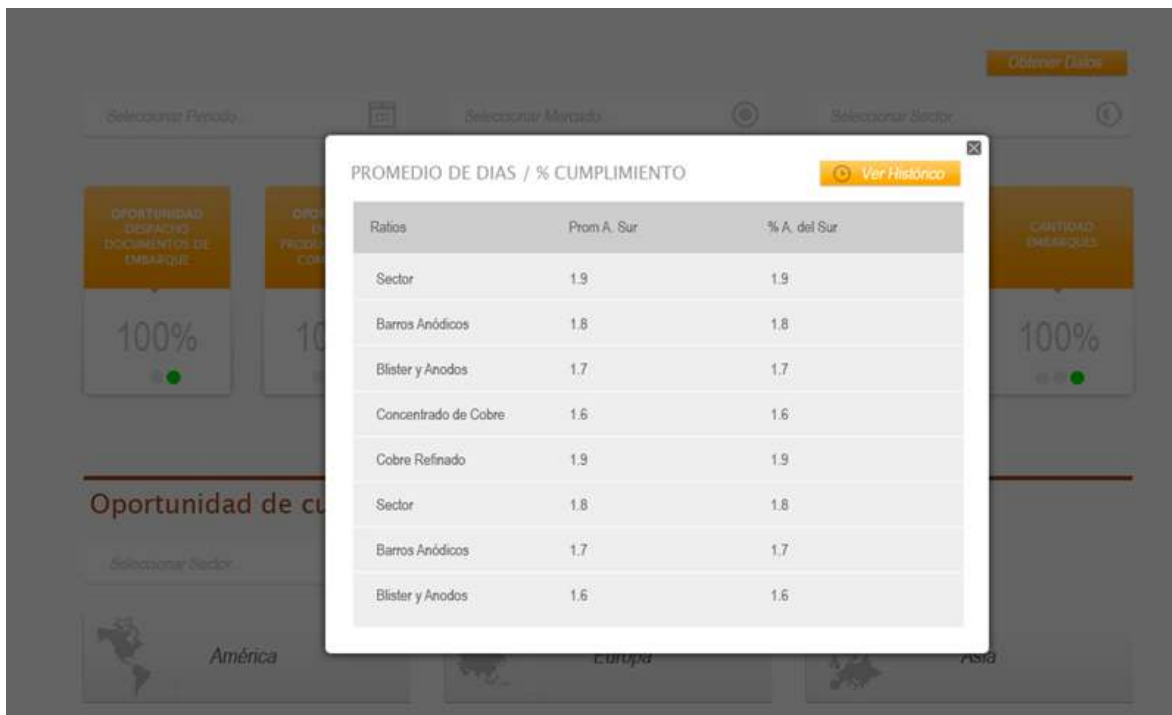 Obtener Datos
Seleccionar Periodo...
Seleccionar Mercado...
Seleccionar Sector...
PROMEDIO DE DIAS / % CUMPLIMIENTO
Ver Histórico
OPORTUNIDAD
DESPACHO
DOCUMENTOS DE
EMBARQUE
100%
CANTIDAD
EMBARQUES
100%
Ratios Prom A. Sur % A. del Sur
Sector 1.9 1.9
Barros Anódicos 1.8 1.8
Blister y Anodos 1.7 1.7
Concentrado de Cobre 1.6 1.6
Cobre Refinado 1.9 1.9
Sector 1.8 1.8
Barros Anódicos 1.7 1.7
Blister y Anodos 1.6 1.6
Oportunidad de cu
Seleccionar Sector...
América
Europa
Asia